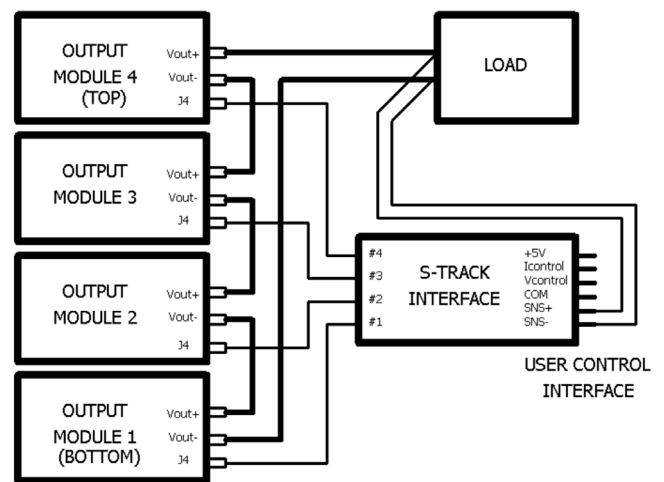 OUTPUT
MODULE 4
(TOP)
Vout+
Vout-
J4
LOAD
OUTPUT
MODULE 3
Vout+
Vout-
J4
OUTPUT
MODULE 2
Vout+
Vout-
J4
OUTPUT
MODULE 1
(BOTTOM)
Vout+
Vout-
J4
#4
#3
#2
#1
S-TRACK
INTERFACE
+5V
Icontrol
Vcontrol
COM
SNS+
SNS-
USER CONTROL
INTERFACE